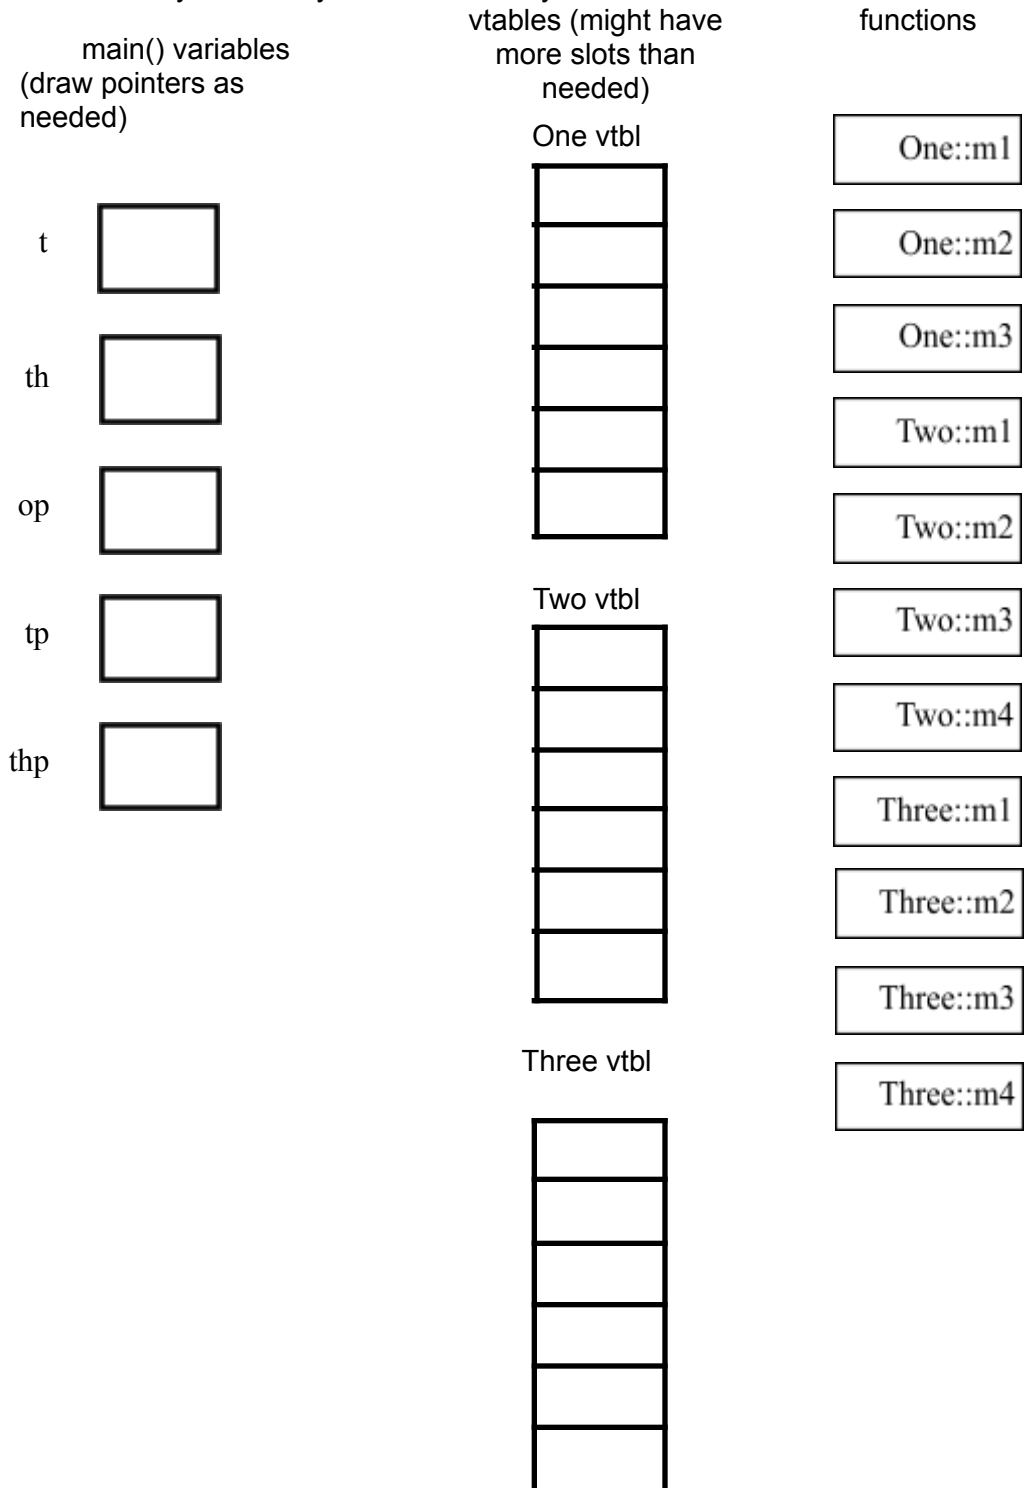 main() variables
(draw pointers as
needed)
t
th
op
tp
thp
vtables (might have
more slots than
needed)
One vtbl
Two vtbl
Three vtbl
functions
One::m1
One::m2
One::m3
Two::m1
Two::m2
Two::m3
Two::m4
Three::m1
Three::m2
Three::m3
Three::m4